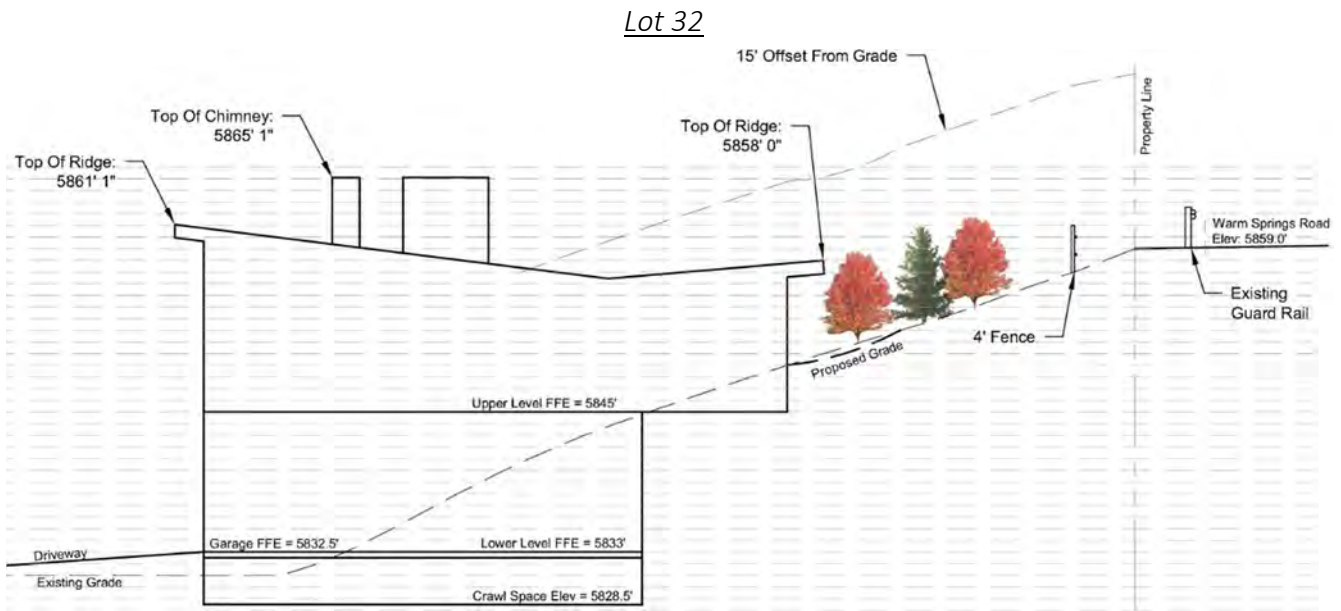 Lot 32
15' Offset From Grade
Top Of Chimney:
5865' 1"
Top Of Ridge:
5858' 0"
Top Of Ridge:
5861' 1"
Property Line
Warm Springs Road
Elev: 5859.0'
Existing
Guard Rail
4' Fence
Proposed Grade
Upper Level FFE = 5845'
Garage FFE = 5832.5'
Lower Level FFE = 5833'
Driveway
Existing Grade
Crawl Space Elev = 5828.5'